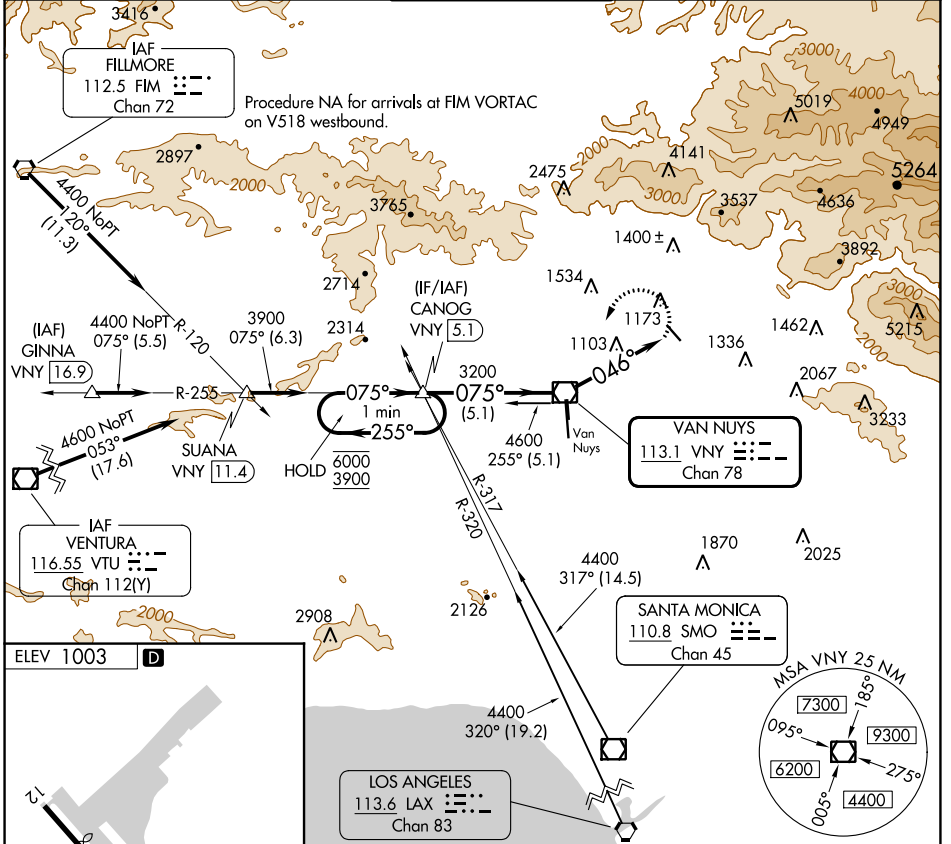 3416
IAF
FILLMORE
112.5 FIM
Chan 72
Procedure NA for arrivals at FIM VORTAC
on V518 westbound.
3000
5019
4000
4949
2897
2000
2475
2000
4141
3000
5264
4636
3537
3765
4400 NoPT
120°
(11.3)
1400 ±
3892
2714
1534
3000
5215
2000
(IAF)
GINNA
VNY 16.9
4400 NoPT
075° (5.5)
R-120
3900
075° (6.3)
2314
(IF/IAF)
CANOG
VNY 5.1
1173
1103
046°
1336
1462
2067
3233
R-255
075°
1 min
255°
3200
075°
(5.1)
4600
255° (5.1)
Van
Nuys
4600 NoPT
053°
(17.6)
SUANA
VNY 11.4
HOLD
6000
3900
VAN NUYS
113.1 VNY
Chan 78
R-317
R-320
IAF
VENTURA
116.55 VTU
Chan 112(Y)
4400
317° (14.5)
1870
2025
2000
2908
2126
SANTA MONICA
110.8 SMO
Chan 45
ELEV 1003 D
4400
320° (19.2)
MSA VNY 25 NM
7300
185°
095°
9300
6200
275°
005°
4400
LOS ANGELES
113.6 LAX
Chan 83
12